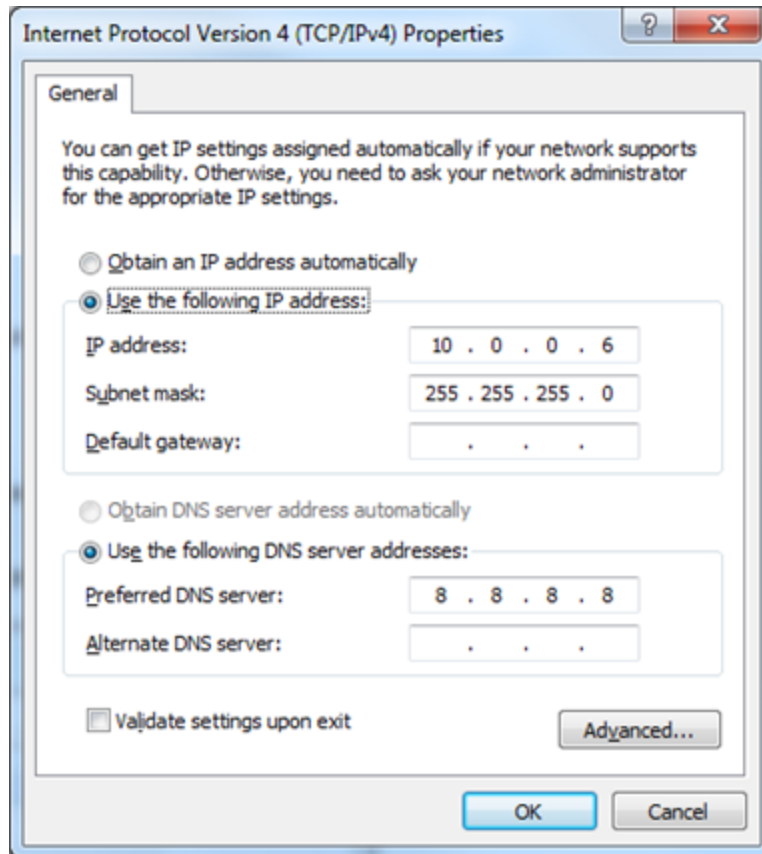 Internet Protocol Version 4 (TCP/IPv4) Properties
?
X
General
You can get IP settings assigned automatically if your network supports
this capability. Otherwise, you need to ask your network administrator
for the appropriate IP settings.
Obtain an IP address automatically
Use the following IP address:
IP address: 10 . 0 . 0 . 6
Subnet mask: 255 . 255 . 255 . 0
Default gateway: . . .
Obtain DNS server address automatically
Use the following DNS server addresses:
Preferred DNS server: 8 . 8 . 8 . 8
Alternate DNS server: . . .
Validate settings upon exit
Advanced...
OK Cancel